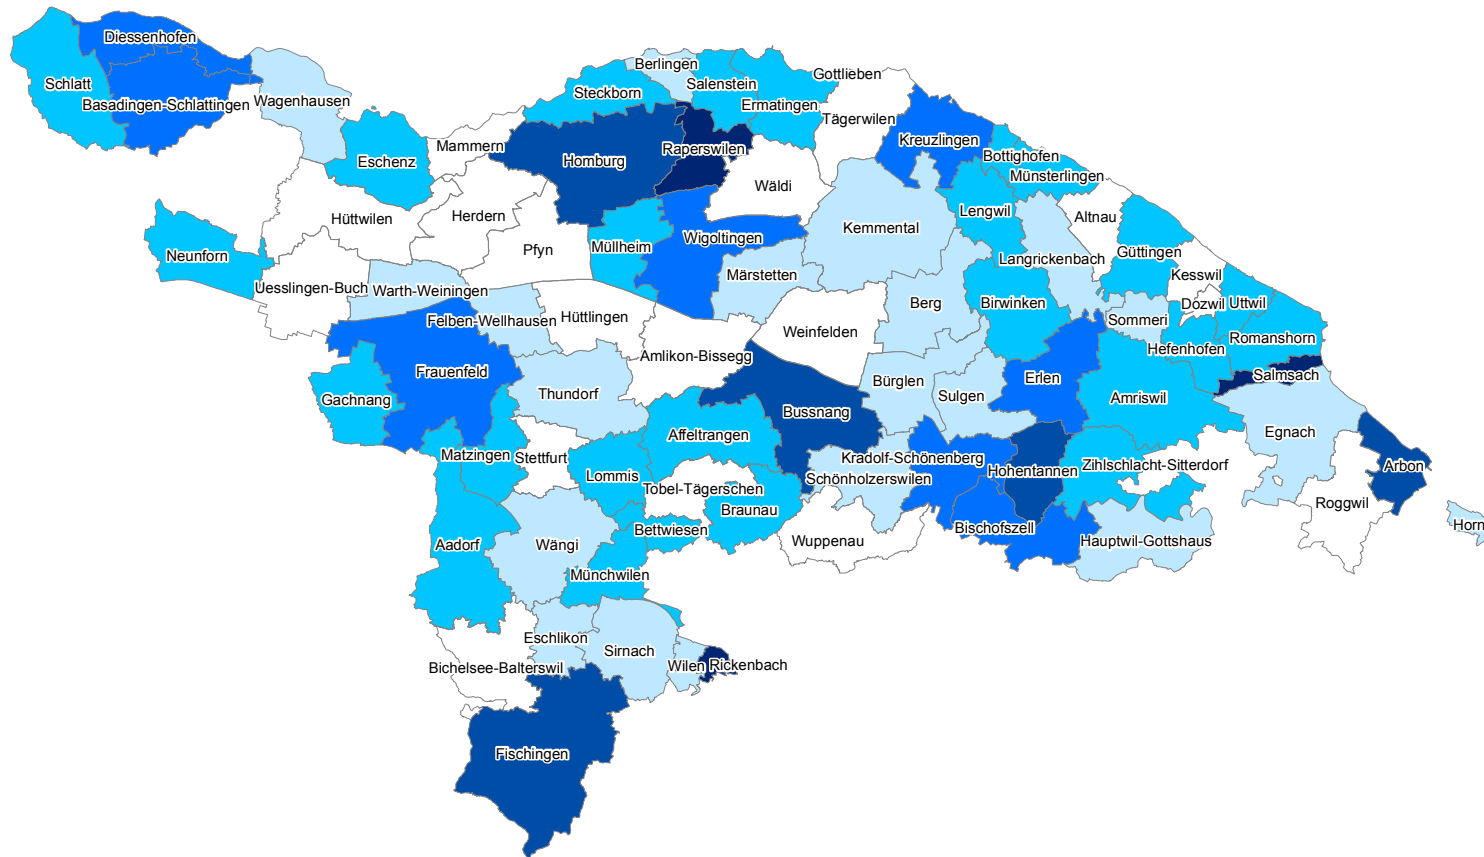 Diessenhofen
Schlatt
Basadingen-Schlattingen
Wagenhausen
Berlingen
Gottlieben
Salenstein
Steckborn
Ermatingen
Tägerwilen
Kreuzlingen
Mammern
Raperswilen
Bottighofen
Homburg
Eschenz
Münsterlingen
Wäldi
Lengwil
Herdern
Altnau
Hüttwilen
Kemmental
Wigoltingen
Müllheim
Pfyn
Güttingen
Neunforn
Langrickenbach
Märstetten
Kesswil
Uesslingen-Buch
Warth-Weiningen
Berg
Birwinken
Dozwil
Uttwil
Hüttlingen
Felben-Wellhausen
Sommeri
Weinfelden
Romanshorn
Hefenhofen
Amlikon-Bissegg
Frauenfeld
Salmsach
Erlen
Bürglen
Thundorf
Sulgen
Amriswil
Gachnang
Bussnang
Egnach
Affeltrangen
Matzingen
Stettfurt
Kradolf-Schönenberg
Zihlschlacht-Sitterdorf
Arbon
Hohentannen
Lommis
Schönholzerswilen
Tobel-Tägerschen
Roggwil
Braunau
Horn
Bischofszell
Bettwiesen
Wuppenau
Hauptwil-Gottshaus
Aadorf
Wängi
Münchwilen
Eschlikon
Sirnach
Wilen
Rickenbach
Bichelsee-Balterswil
Fischingen